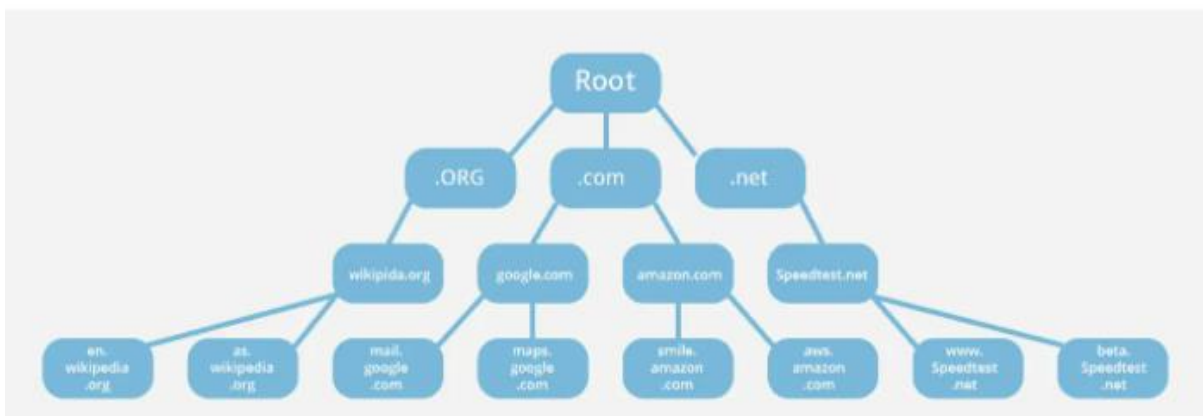 Root
.ORG
.com
.net
wikipida.org
google.com
amazon.com
Speedtest.net
en.
wikipedia
.org
as.
wikipedia
.org
mail.
google
.com
maps.
google
.com
smile.
amazon
.com
aws.
amazon
.com
www.
Speedtest
.net
beta.
Speedtest
.net